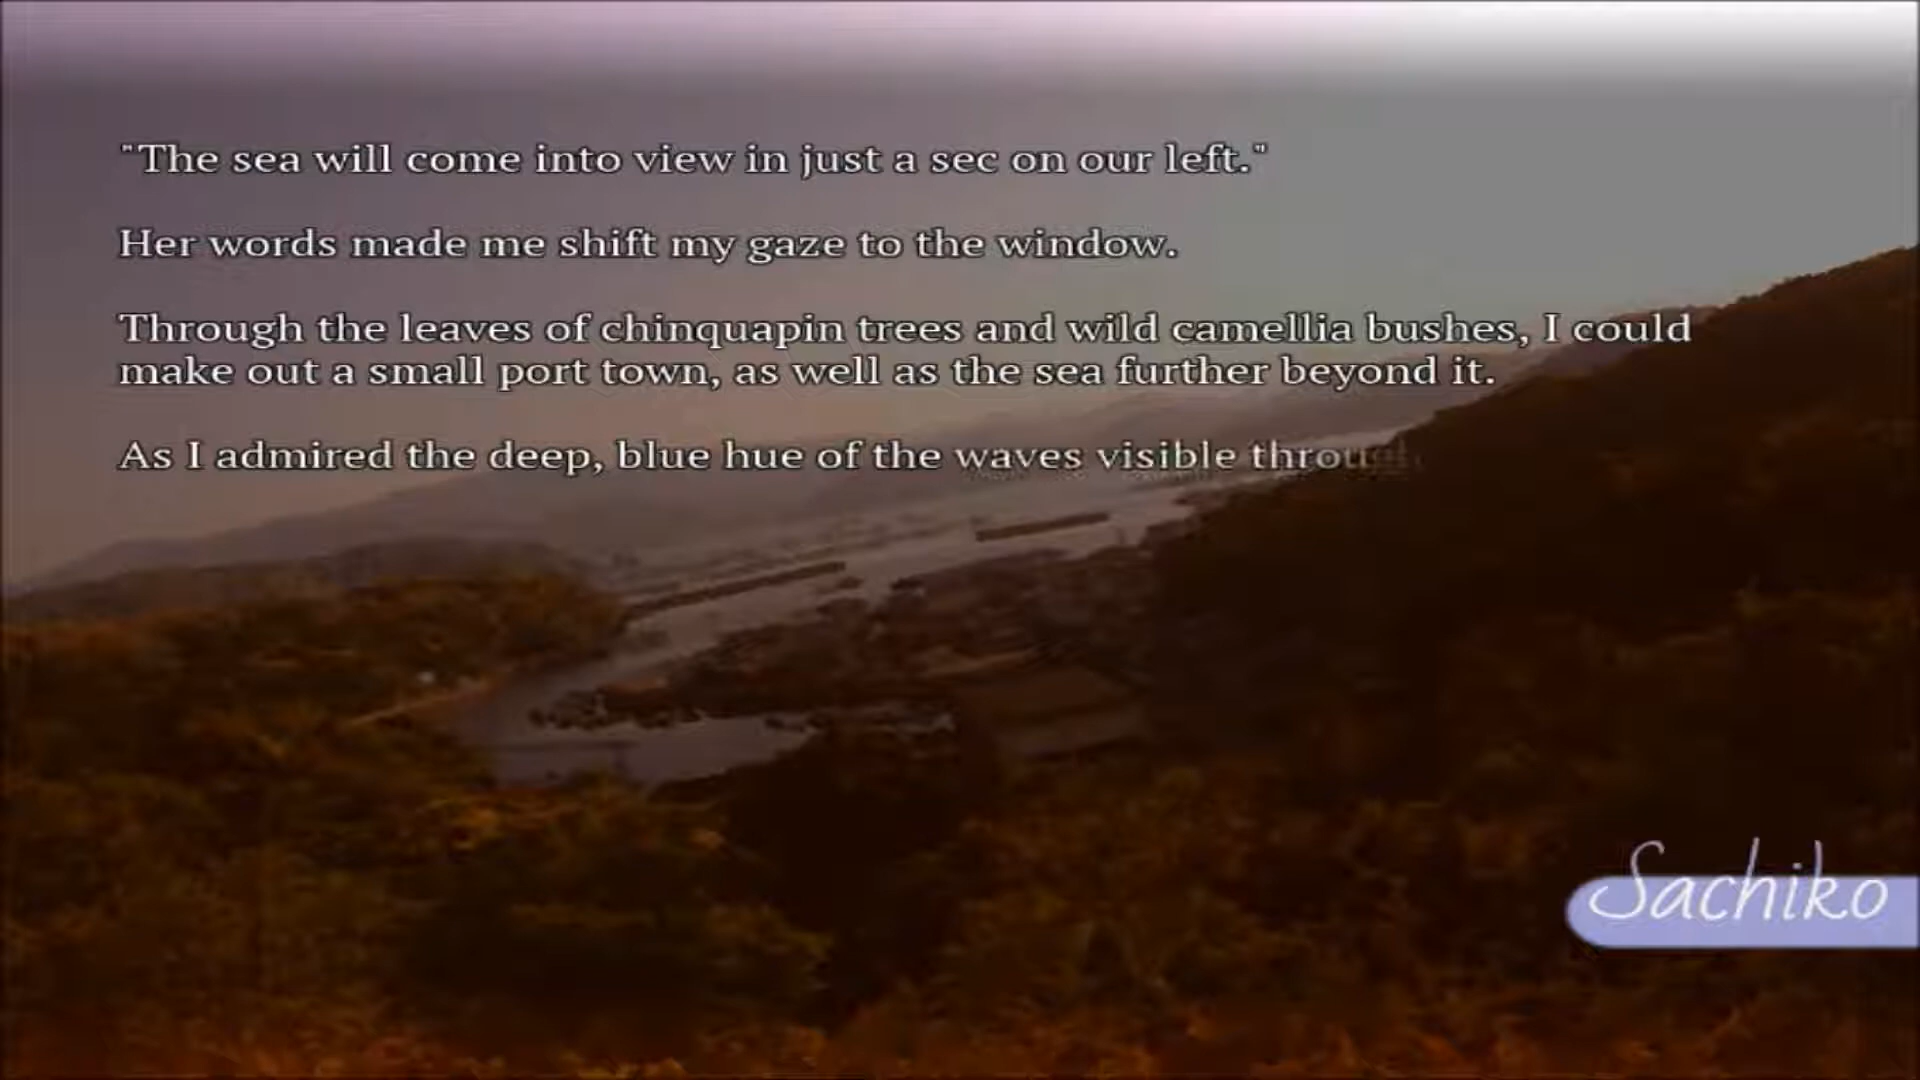 "The sea will come into view in just a sec on our left."
Her words made me shift my gaze to the window.
Through the leaves of chinquapin trees and wild camellia bushes, I could
make out a small port town, as well as the sea further beyond it.
As I admired the deep, blue hue of the waves visible
Sachiko